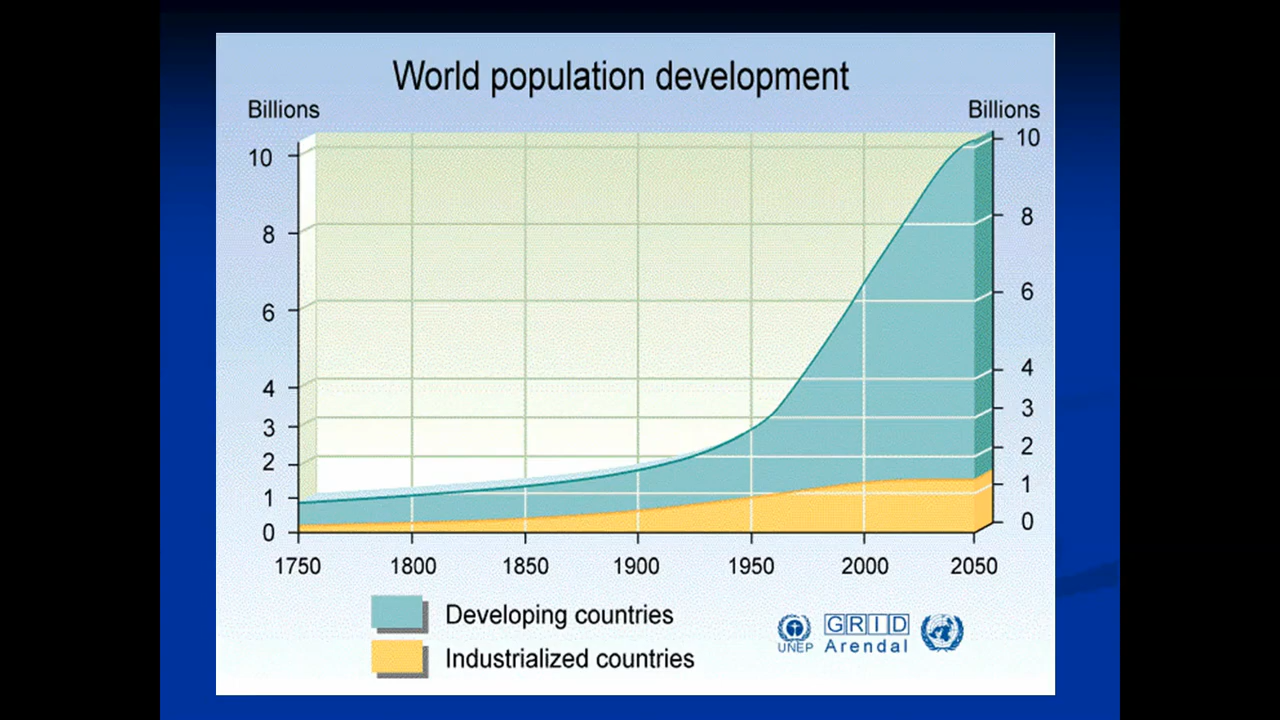 World population development
Billions
Billions
10
8
6
4
3
2
1
0
10
8
6
4
3
2
1
0
1750 1800 1850 1900 1950 2000 2050
Developing countries
Industrialized countries
UNEP
GRID
Arendal